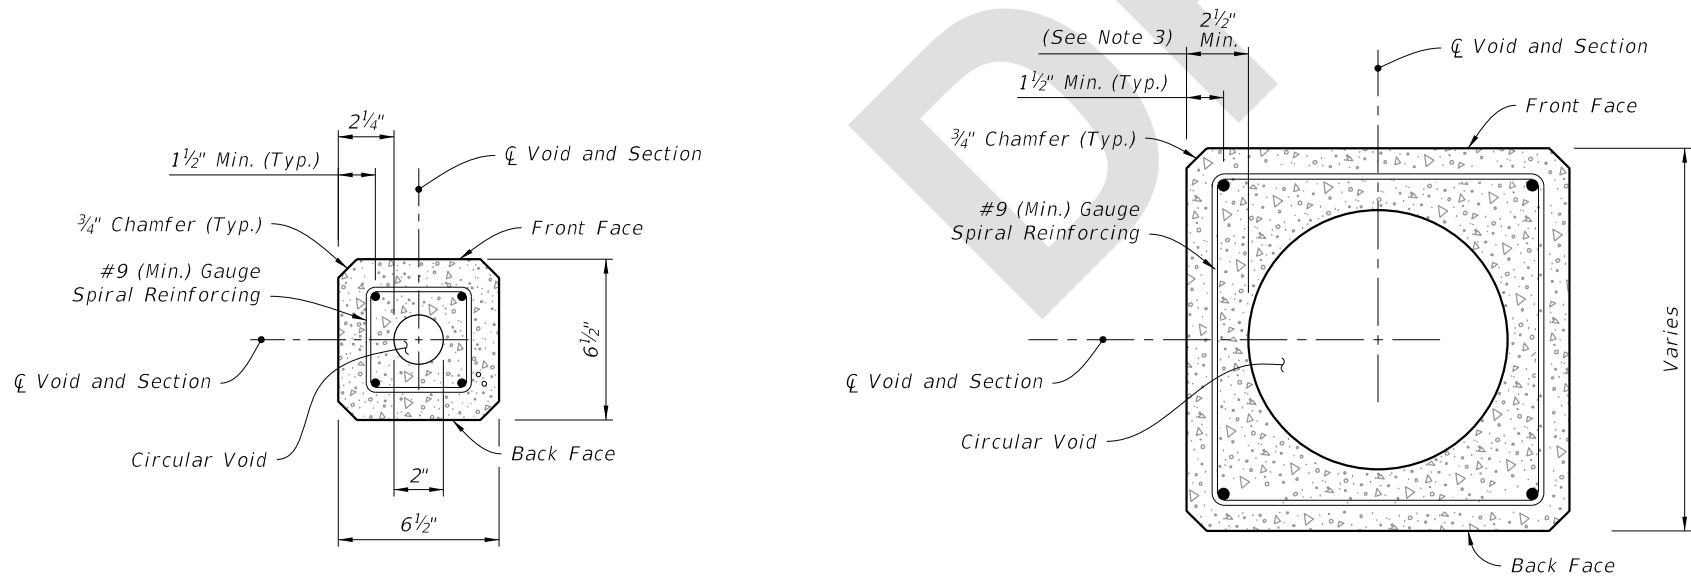 2½"
1½" Min. (Typ.)
℄ Void and Section
¾" Chamfer (Typ.)
Front Face
#9 (Min.) Gauge
Spiral Reinforcing
6½"
℄ Void and Section
Circular Void
Back Face
2"
6½"
2½"
Min.
(See Note 3)
℄ Void and Section
1½" Min. (Typ.)
Front Face
¾" Chamfer (Typ.)
#9 (Min.) Gauge
Spiral Reinforcing
Varies
℄ Void and Section
Circular Void
Back Face